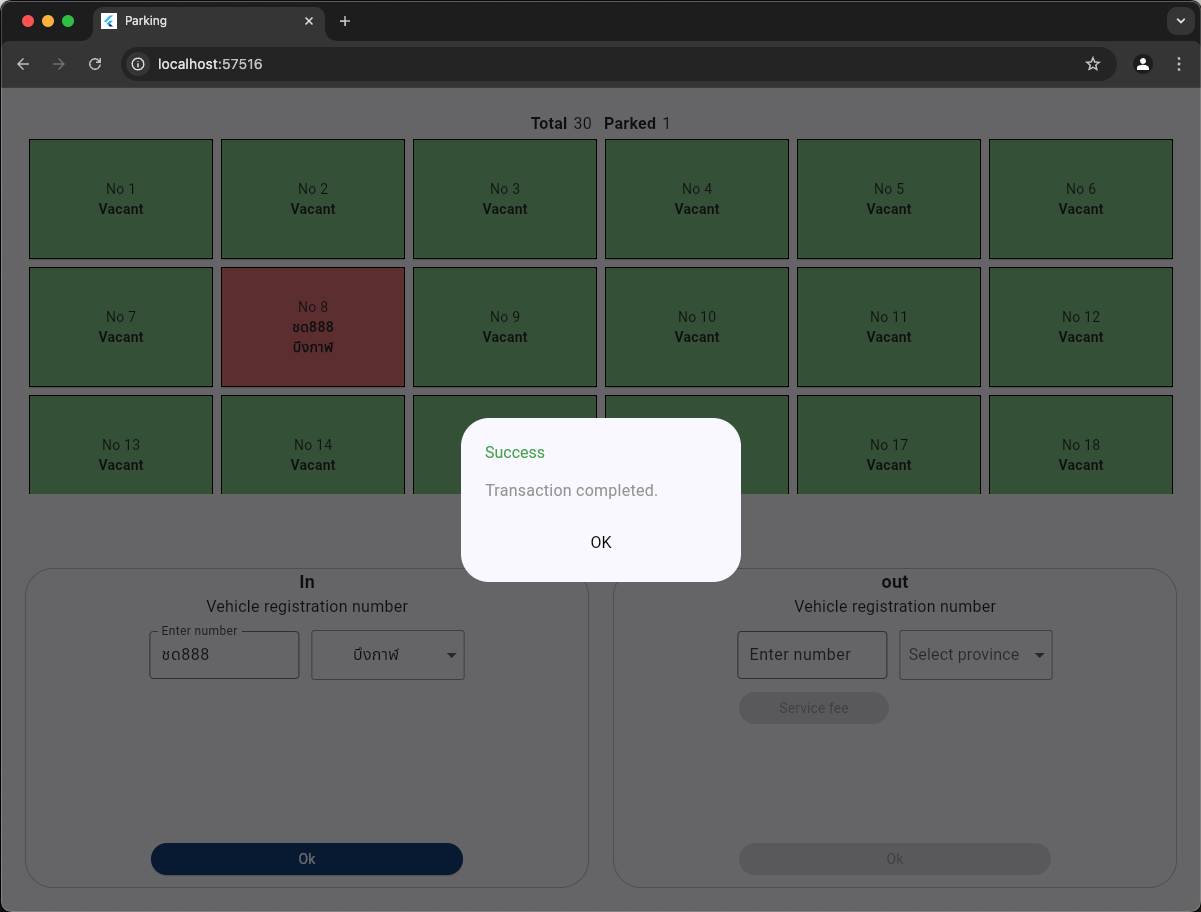 Parking
localhost:57516
Total 30 Parked 1
No 1
Vacant
No 2
Vacant
No 3
Vacant
No 4
Vacant
No 5
Vacant
No 6
Vacant
No 7
Vacant
No 8
ชด888
บึงกาฬ
No 9
Vacant
No 10
Vacant
No 11
Vacant
No 12
Vacant
No 13
Vacant
No 14
Vacant
No 17
Vacant
No 18
Vacant
Success
Transaction completed.
OK
In
Vehicle registration number
Enter number
ชด888
บึงกาฬ
Ok
out
Vehicle registration number
Enter number
Select province
Service fee
Ok